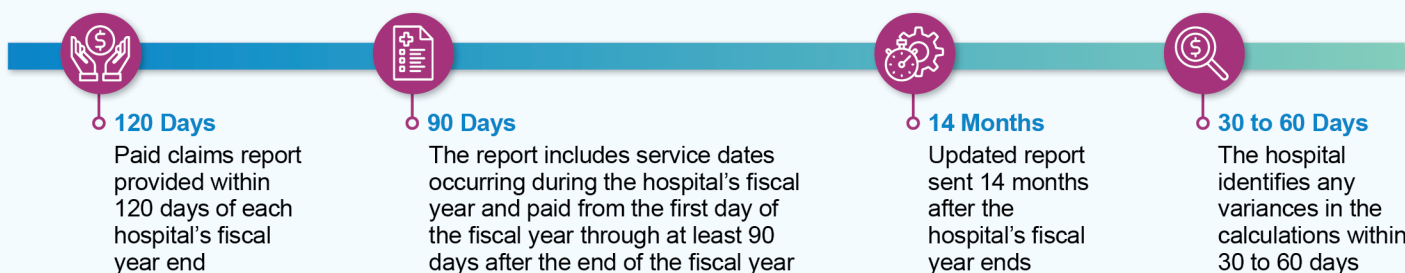 120 Days
Paid claims report
provided within
120 days of each
hospital's fiscal
year end
90 Days
The report includes service dates
occurring during the hospital's fiscal
year and paid from the first day of
the fiscal year through at least 90
days after the end of the fiscal year
14 Months
Updated report
sent 14 months
after the
hospital's fiscal
year ends
30 to 60 Days
The hospital
identifies any
variances in the
calculations within
30 to 60 days